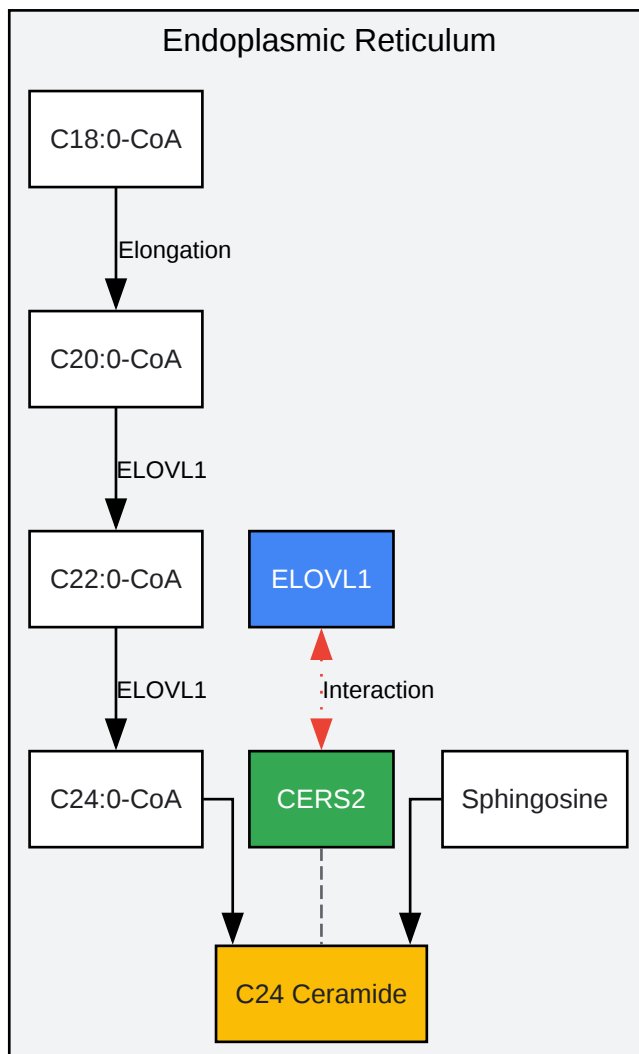 Endoplasmic Reticulum
C18:0-CoA
Elongation
C20:0-CoA
ELOVL1
C22:0-CoA
ELOVL1
ELOVL1
Interaction
C24:0-CoA
CERS2
Sphingosine
C24 Ceramide